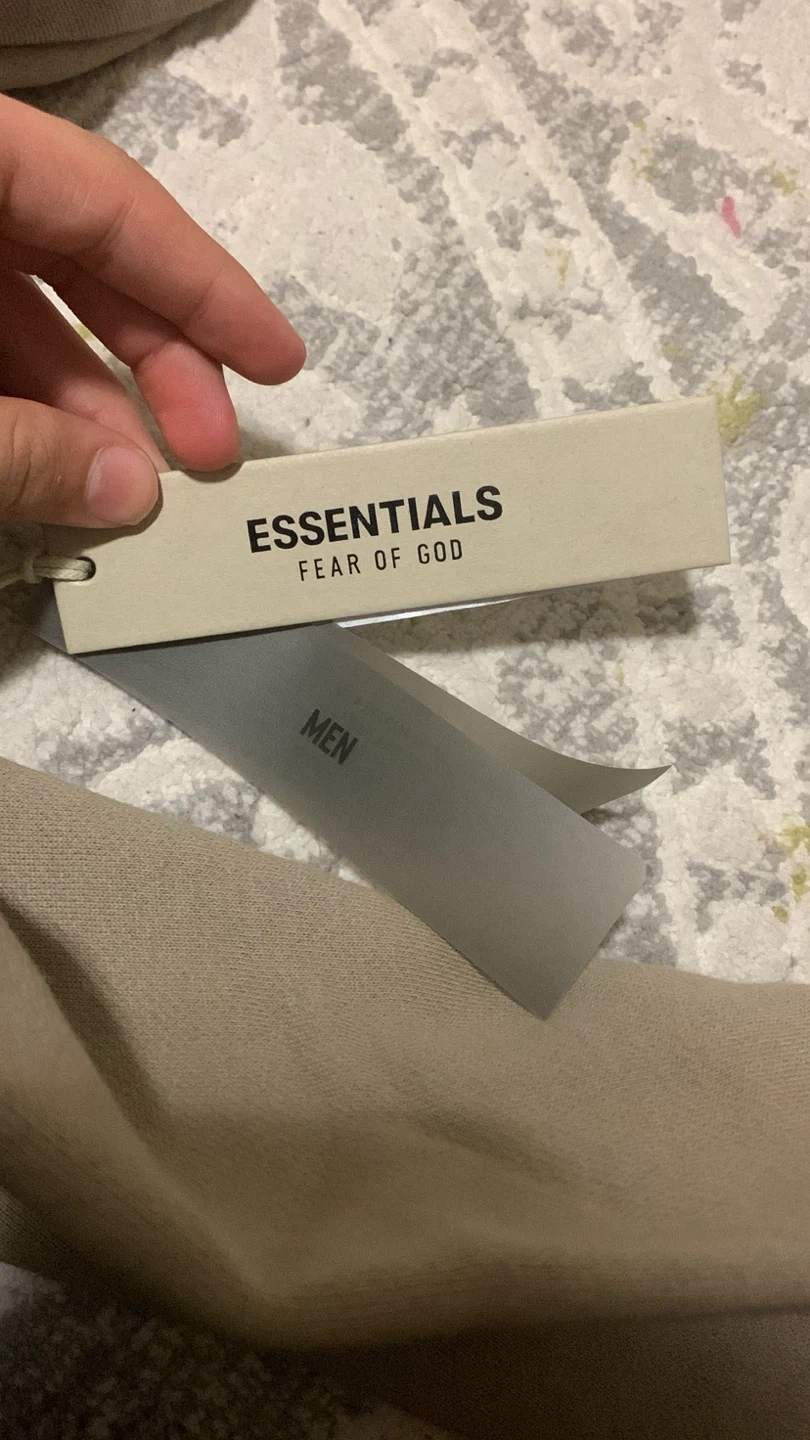 ESSENTIALS
FEAR OF GOD
MEN